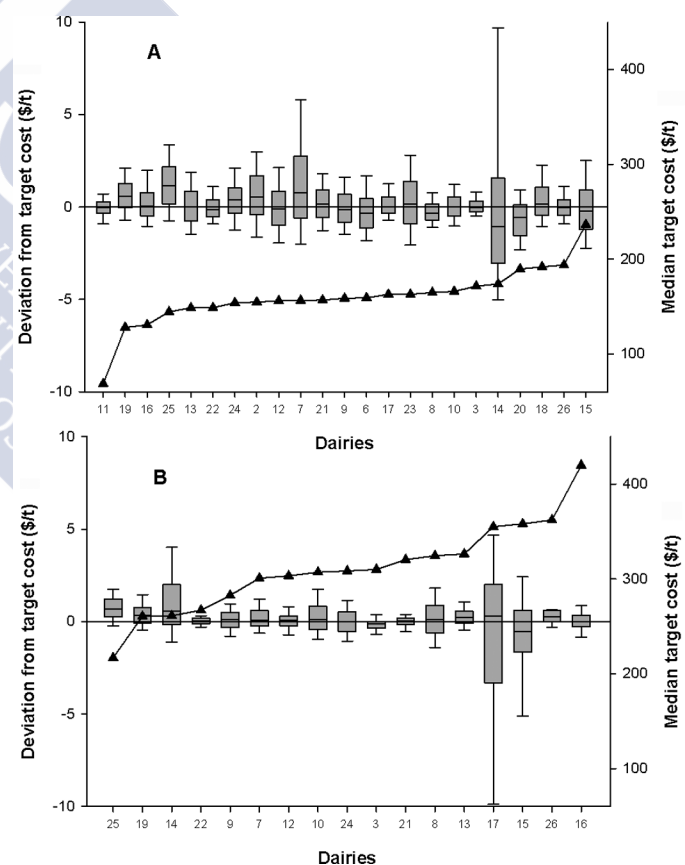 A
Deviation from target cost ($/t)
10
5
0
-5
-10
Median target cost ($/t)
400
300
200
100
11 19 16 25 13 22 24 2 12 7 21 9 6 17 23 8 10 3 14 20 18 26 15
Dairies
B
Deviation from target cost ($/t)
10
5
0
-5
-10
Median target cost ($/t)
400
300
200
100
25 19 14 22 9 7 12 10 24 3 21 8 13 17 15 26 16
Dairies